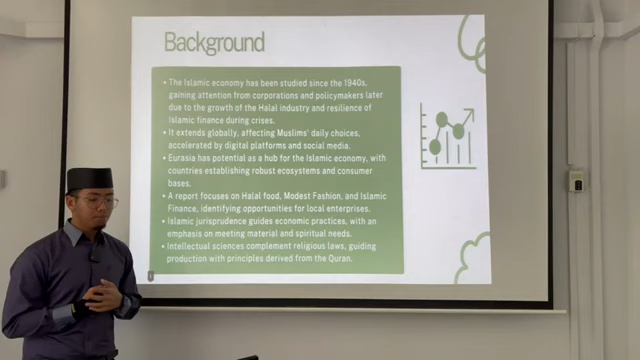 Background
• The Islamic economy has been studied since the 1940s,
gaining attention from corporations and policymakers later
due to the growth of the Halal industry and resilience of
Islamic finance during crises.
• It extends globally, affecting Muslims' daily choices,
accelerated by digital platforms and social media.
• Eurasia has potential as a hub for the Islamic economy, with
countries establishing robust ecosystems and consumer
bases.
• A report focuses on Halal food, Modest Fashion, and Islamic
Finance, identifying opportunities for local enterprises.
• Islamic jurisprudence guides economic practices, with an
emphasis on meeting material and spiritual needs.
• Intellectual sciences complement religious laws, guiding
production with principles derived from the Quran.